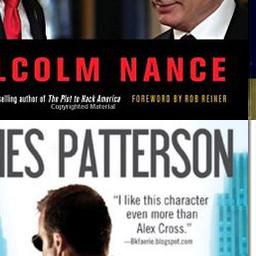 LCOLM NANCE
selling author of The Plot to Hack America FOREWORD BY ROB REINER
Copyrighted Material
ES PATTERSON
"I like this character
even more than
Alex Cross."
—Bkfaerie.blogspot.com